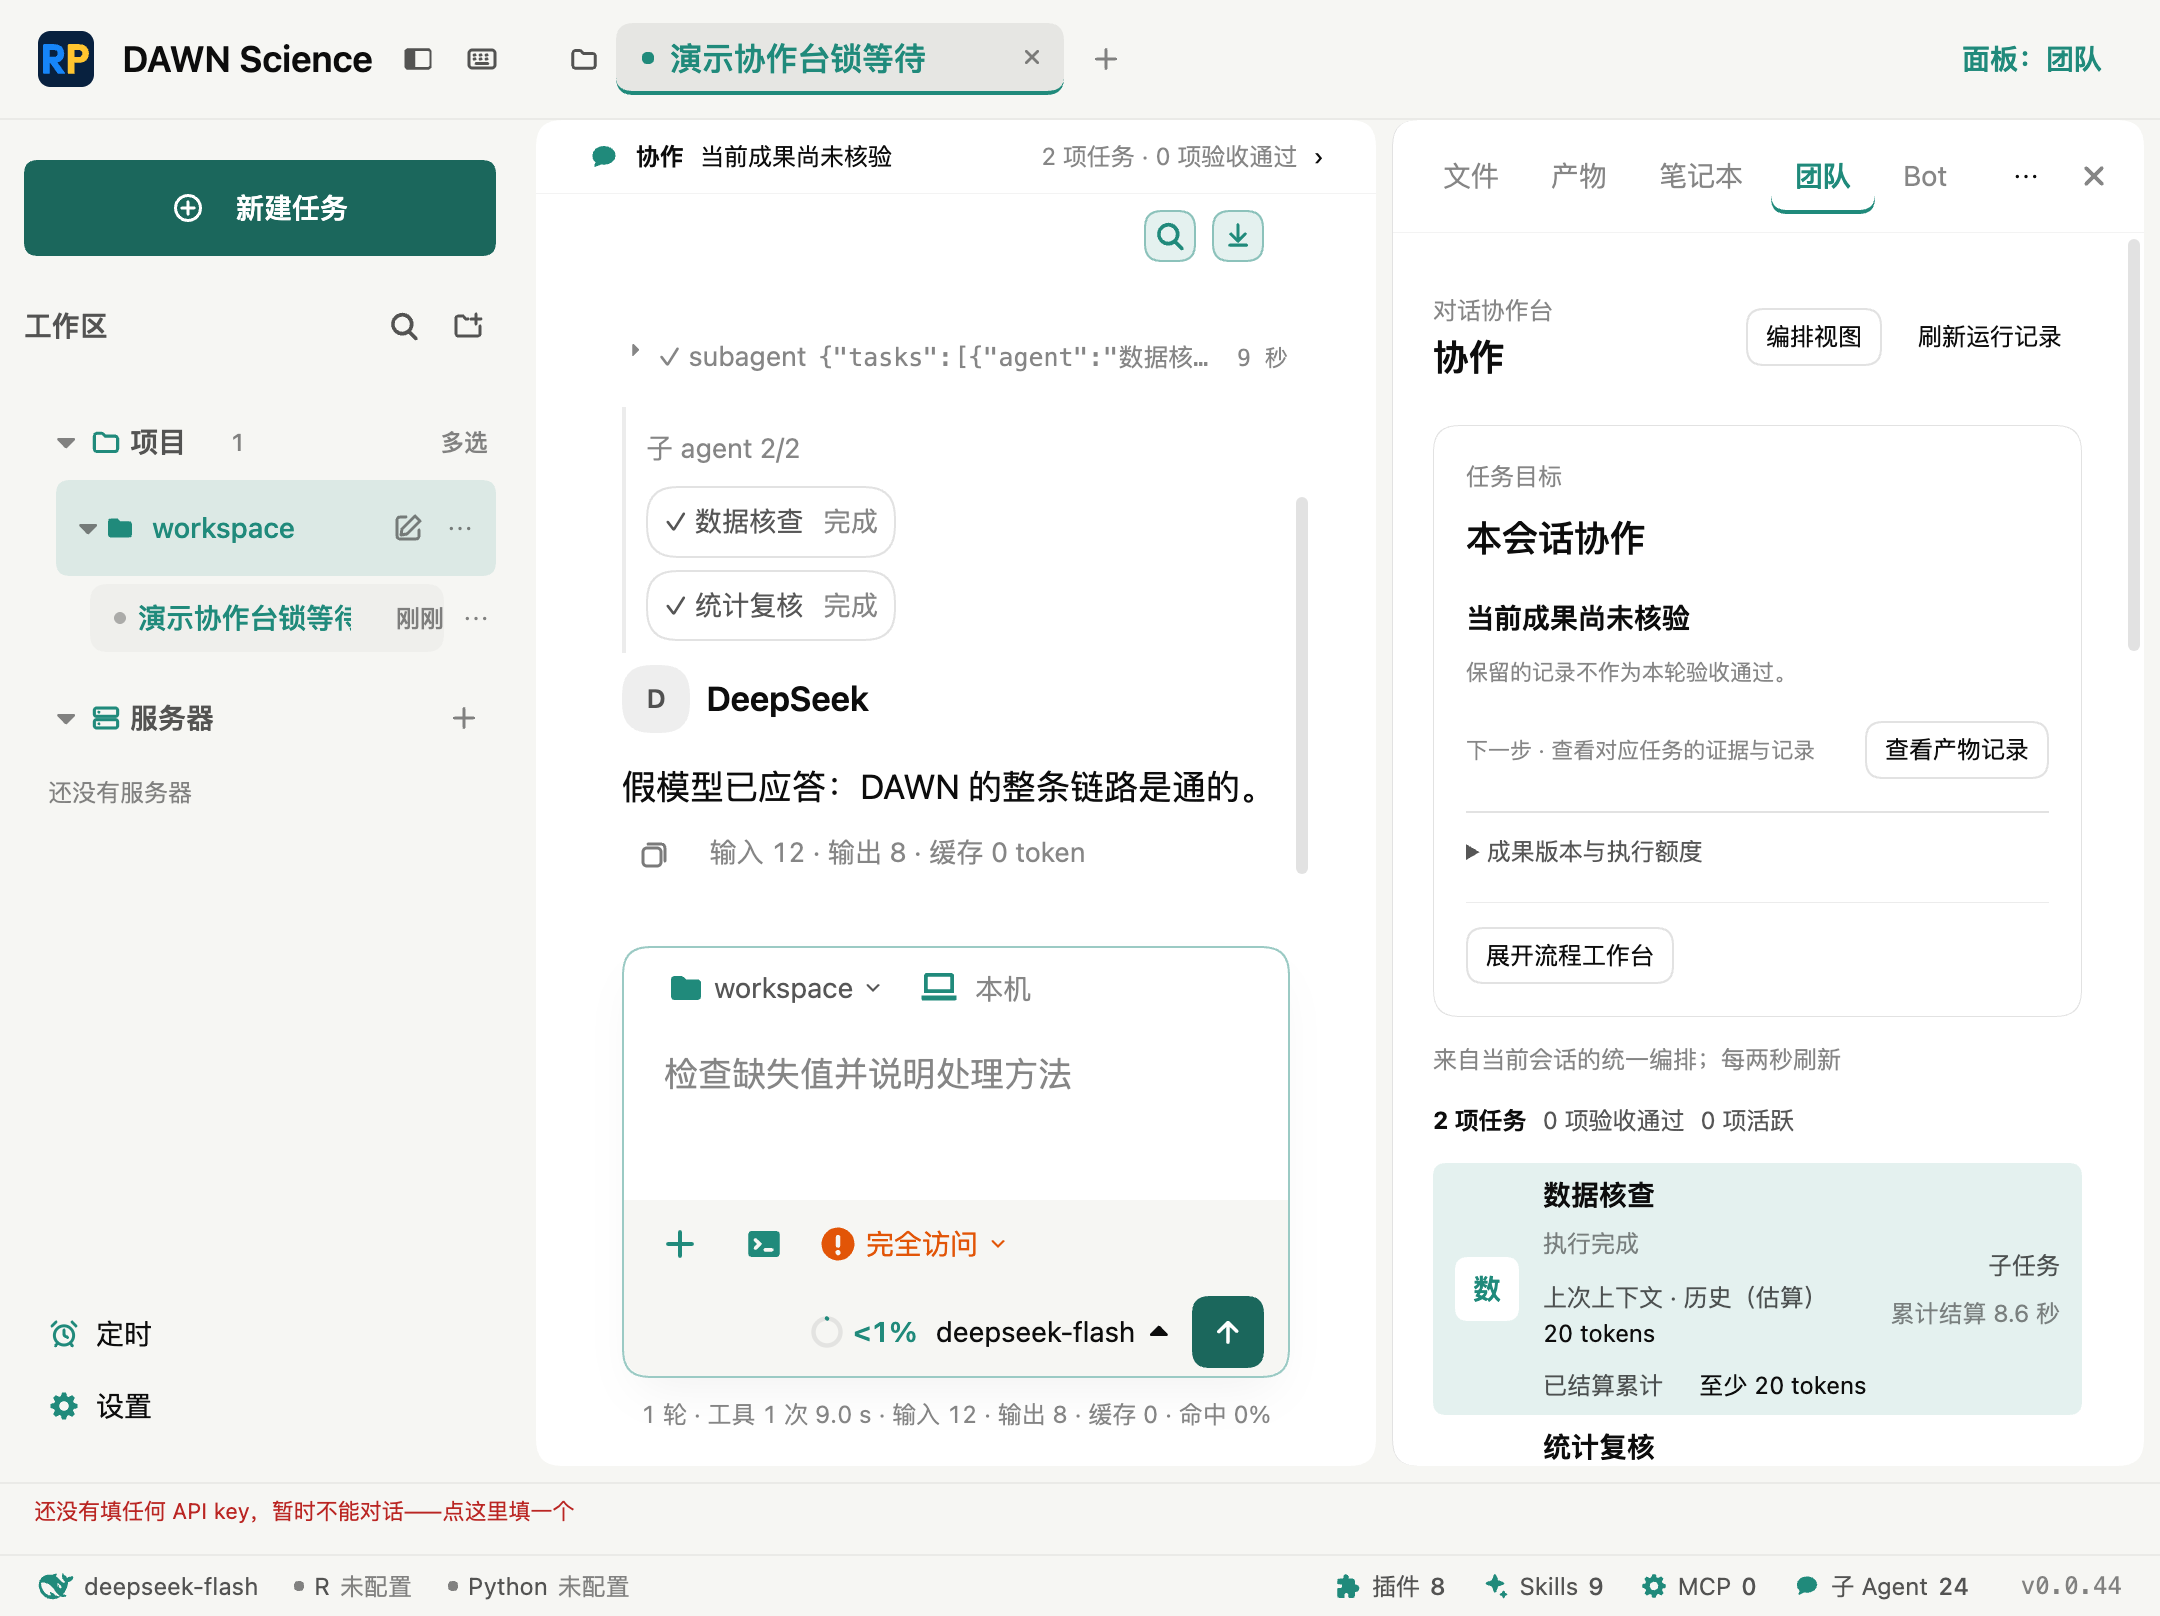 RP DAWN Science
演示协作台锁等待
面板：团队
新建任务
工作区
项目 1 多选
workspace
演示协作台锁等待 刚刚
服务器
还没有服务器
定时
设置
协作 当前成果尚未核验 2 项任务 · 0 项验收通过
subagent {"tasks":[{"agent":"数据核… 9 秒
子 agent 2/2
数据核查 完成
统计复核 完成
D DeepSeek
假模型已应答：DAWN 的整条链路是通的。
输入 12 · 输出 8 · 缓存 0 token
workspace 本机
检查缺失值并说明处理方法
完全访问
<1% deepseek-flash
1 轮 · 工具 1 次 9.0 s · 输入 12 · 输出 8 · 缓存 0 · 命中 0%
文件 产物 笔记本 团队 Bot
对话协作台
协作
编排视图 刷新运行记录
任务目标
本会话协作
当前成果尚未核验
保留的记录不作为本轮验收通过。
下一步 · 查看对应任务的证据与记录 查看产物记录
成果版本与执行额度
展开流程工作台
来自当前会话的统一编排；每两秒刷新
2 项任务 0 项验收通过 0 项活跃
数
数据核查
执行完成
上次上下文 · 历史（估算）
20 tokens
已结算累计 至少 20 tokens
子任务
累计结算 8.6 秒
统计复核
还没有填任何 API key，暂时不能对话——点这里填一个
deepseek-flash R 未配置 Python 未配置
插件 8 Skills 9 MCP 0 子 Agent 24 v0.0.44